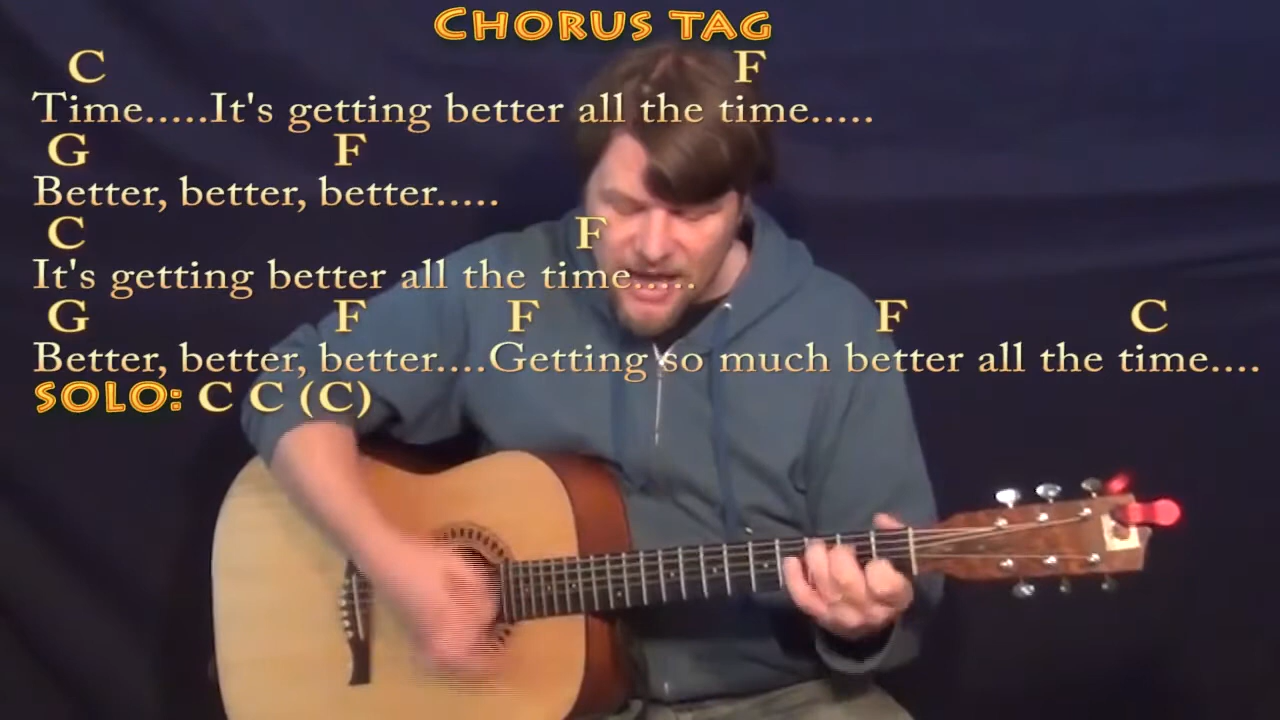 CHORUS TAG
C F
Time.....It's getting better all the time.....
G F
Better, better, better.....
C F
It's getting better all the time.....
G F F F C
Better, better, better....Getting so much better all the time....
SOLO: C C (C)